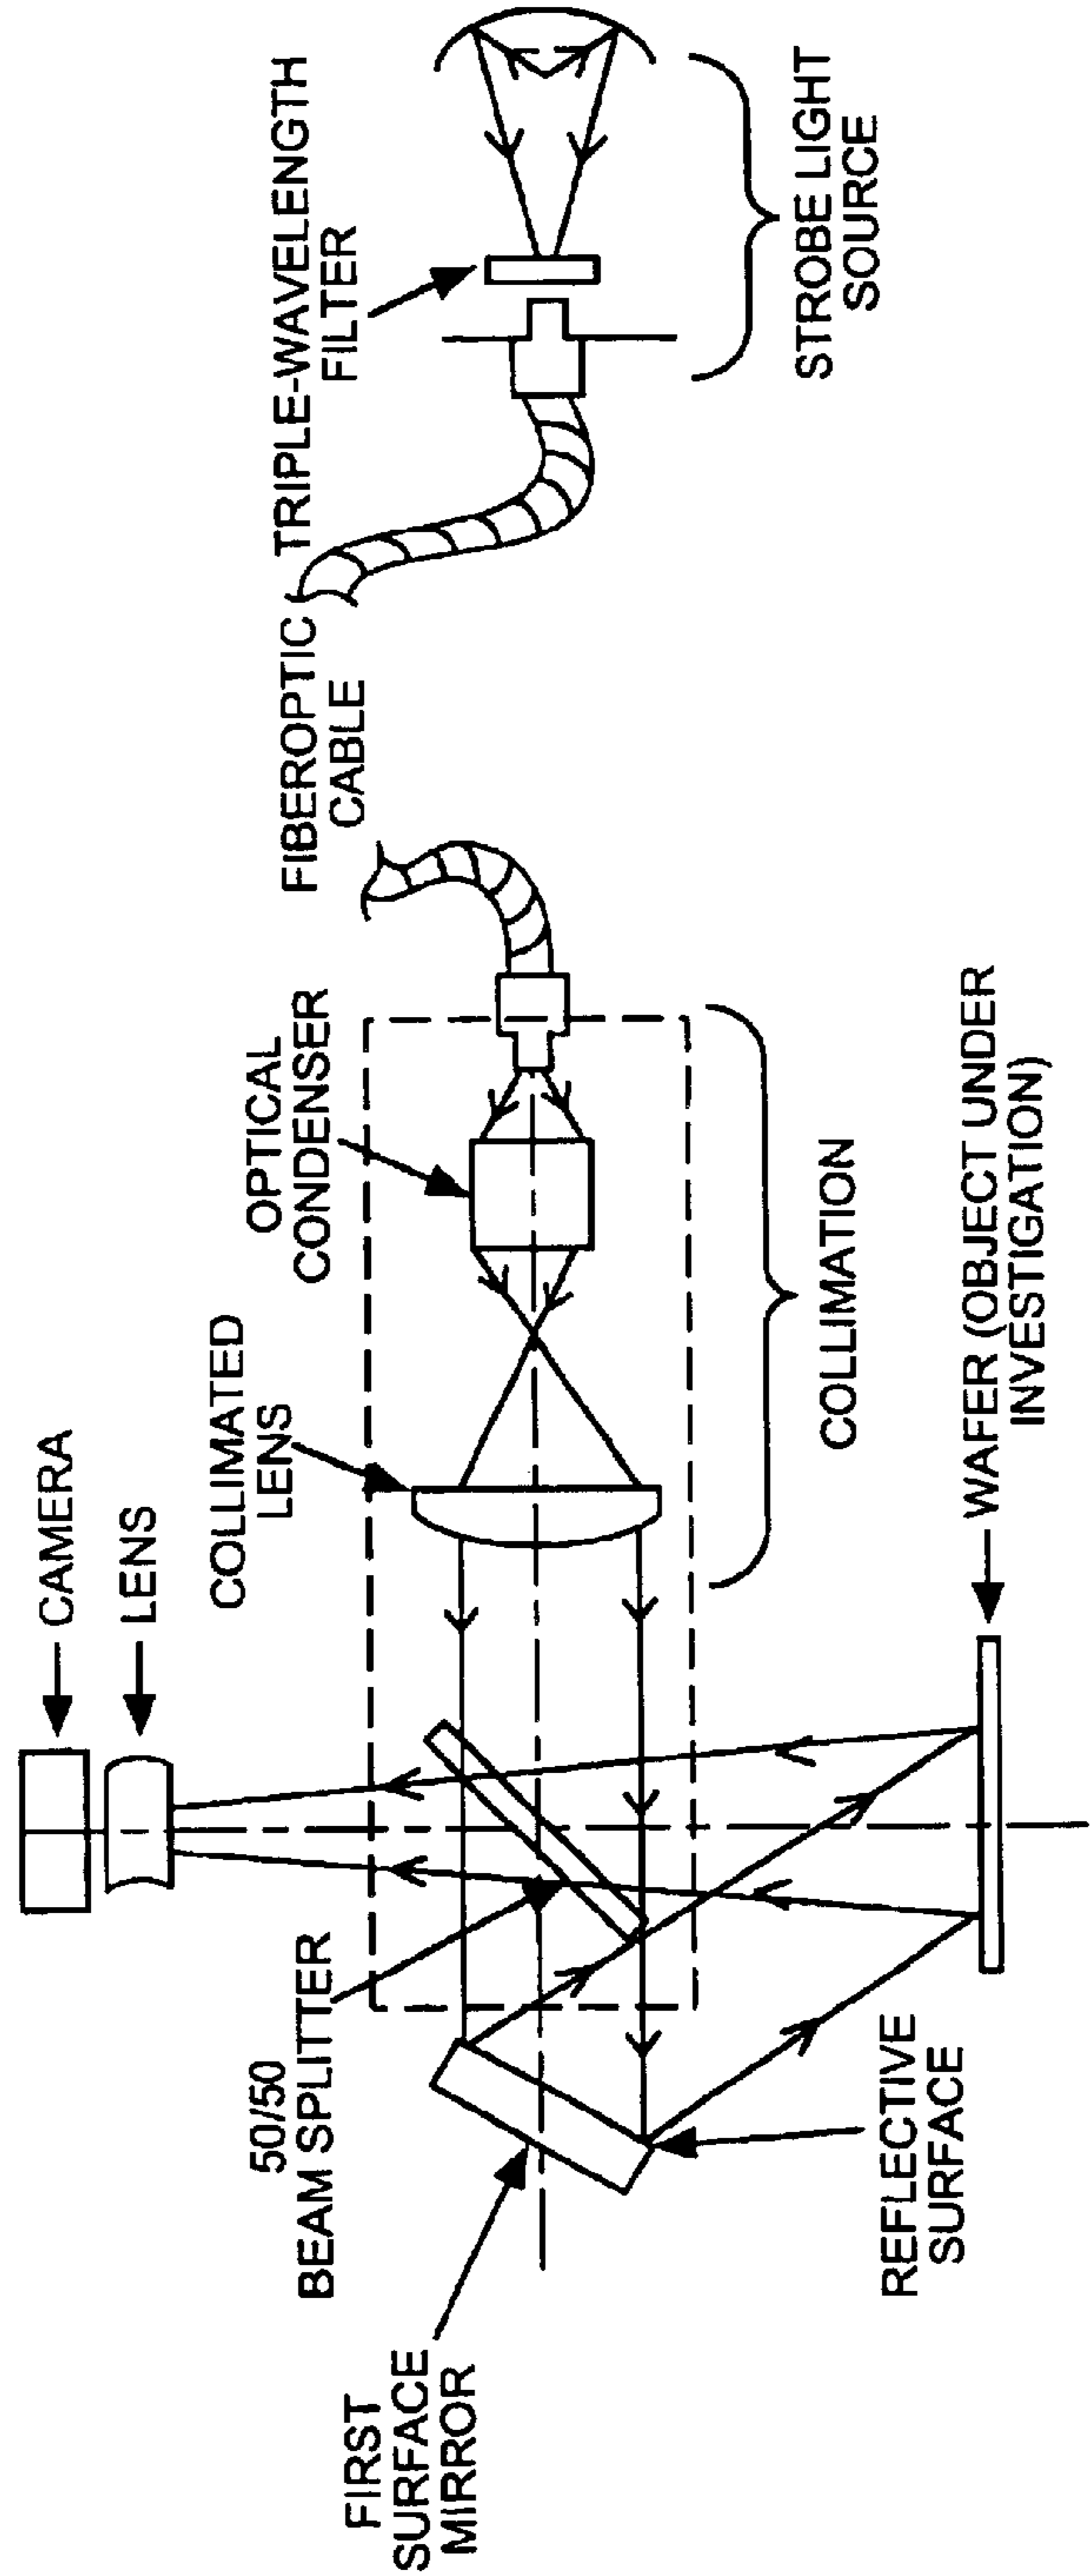 CAMERA
LENS
COLLIMATED
LENS
OPTICAL
CONDENSER
FIBEROPTIC
CABLE
TRIPLE-WAVELENGTH
FILTER
50/50
BEAM SPLITTER
FIRST
SURFACE
MIRROR
REFLECTIVE
SURFACE
WAFER (OBJECT UNDER
INVESTIGATION)
COLLIMATION
STROBE LIGHT
SOURCE